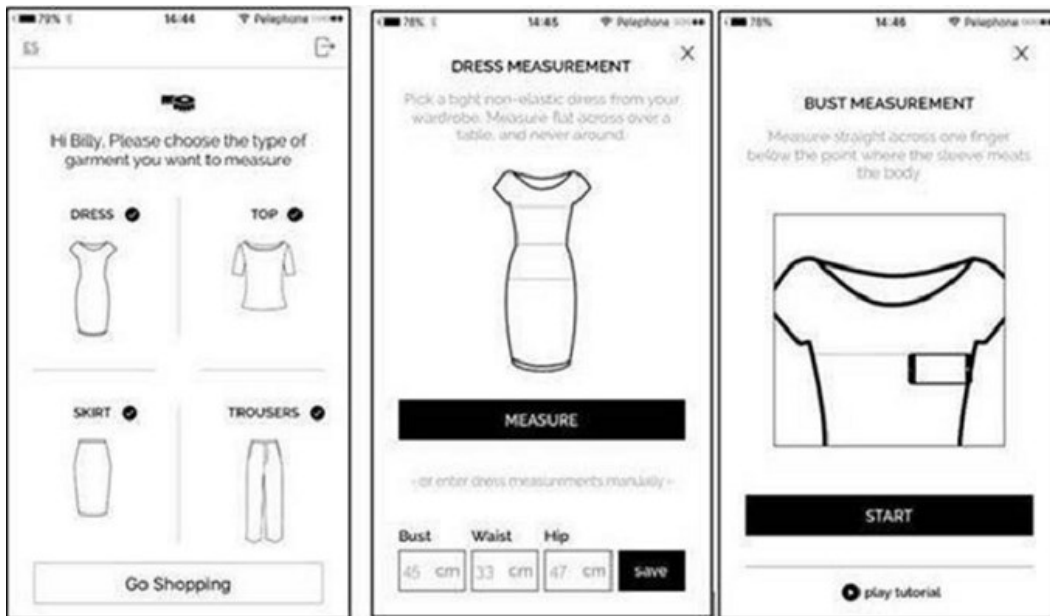 79% 14:44 Pelephone
ES
Hi Billy, Please choose the type of
garment you want to measure
DRESS TOP
SKIRT TROUSERS
Go Shopping
78% 14:45 Pelephone
DRESS MEASUREMENT
Pick a tight non-elastic dress from your
wardrobe. Measure flat across over a
table, and never around.
MEASURE
- or enter dress measurements manually -
Bust Waist Hip
45 cm 33 cm 47 cm save
78% 14:46 Pelephone
BUST MEASUREMENT
Measure straight across one finger
below the point where the sleeve meats
the body
START
play tutorial